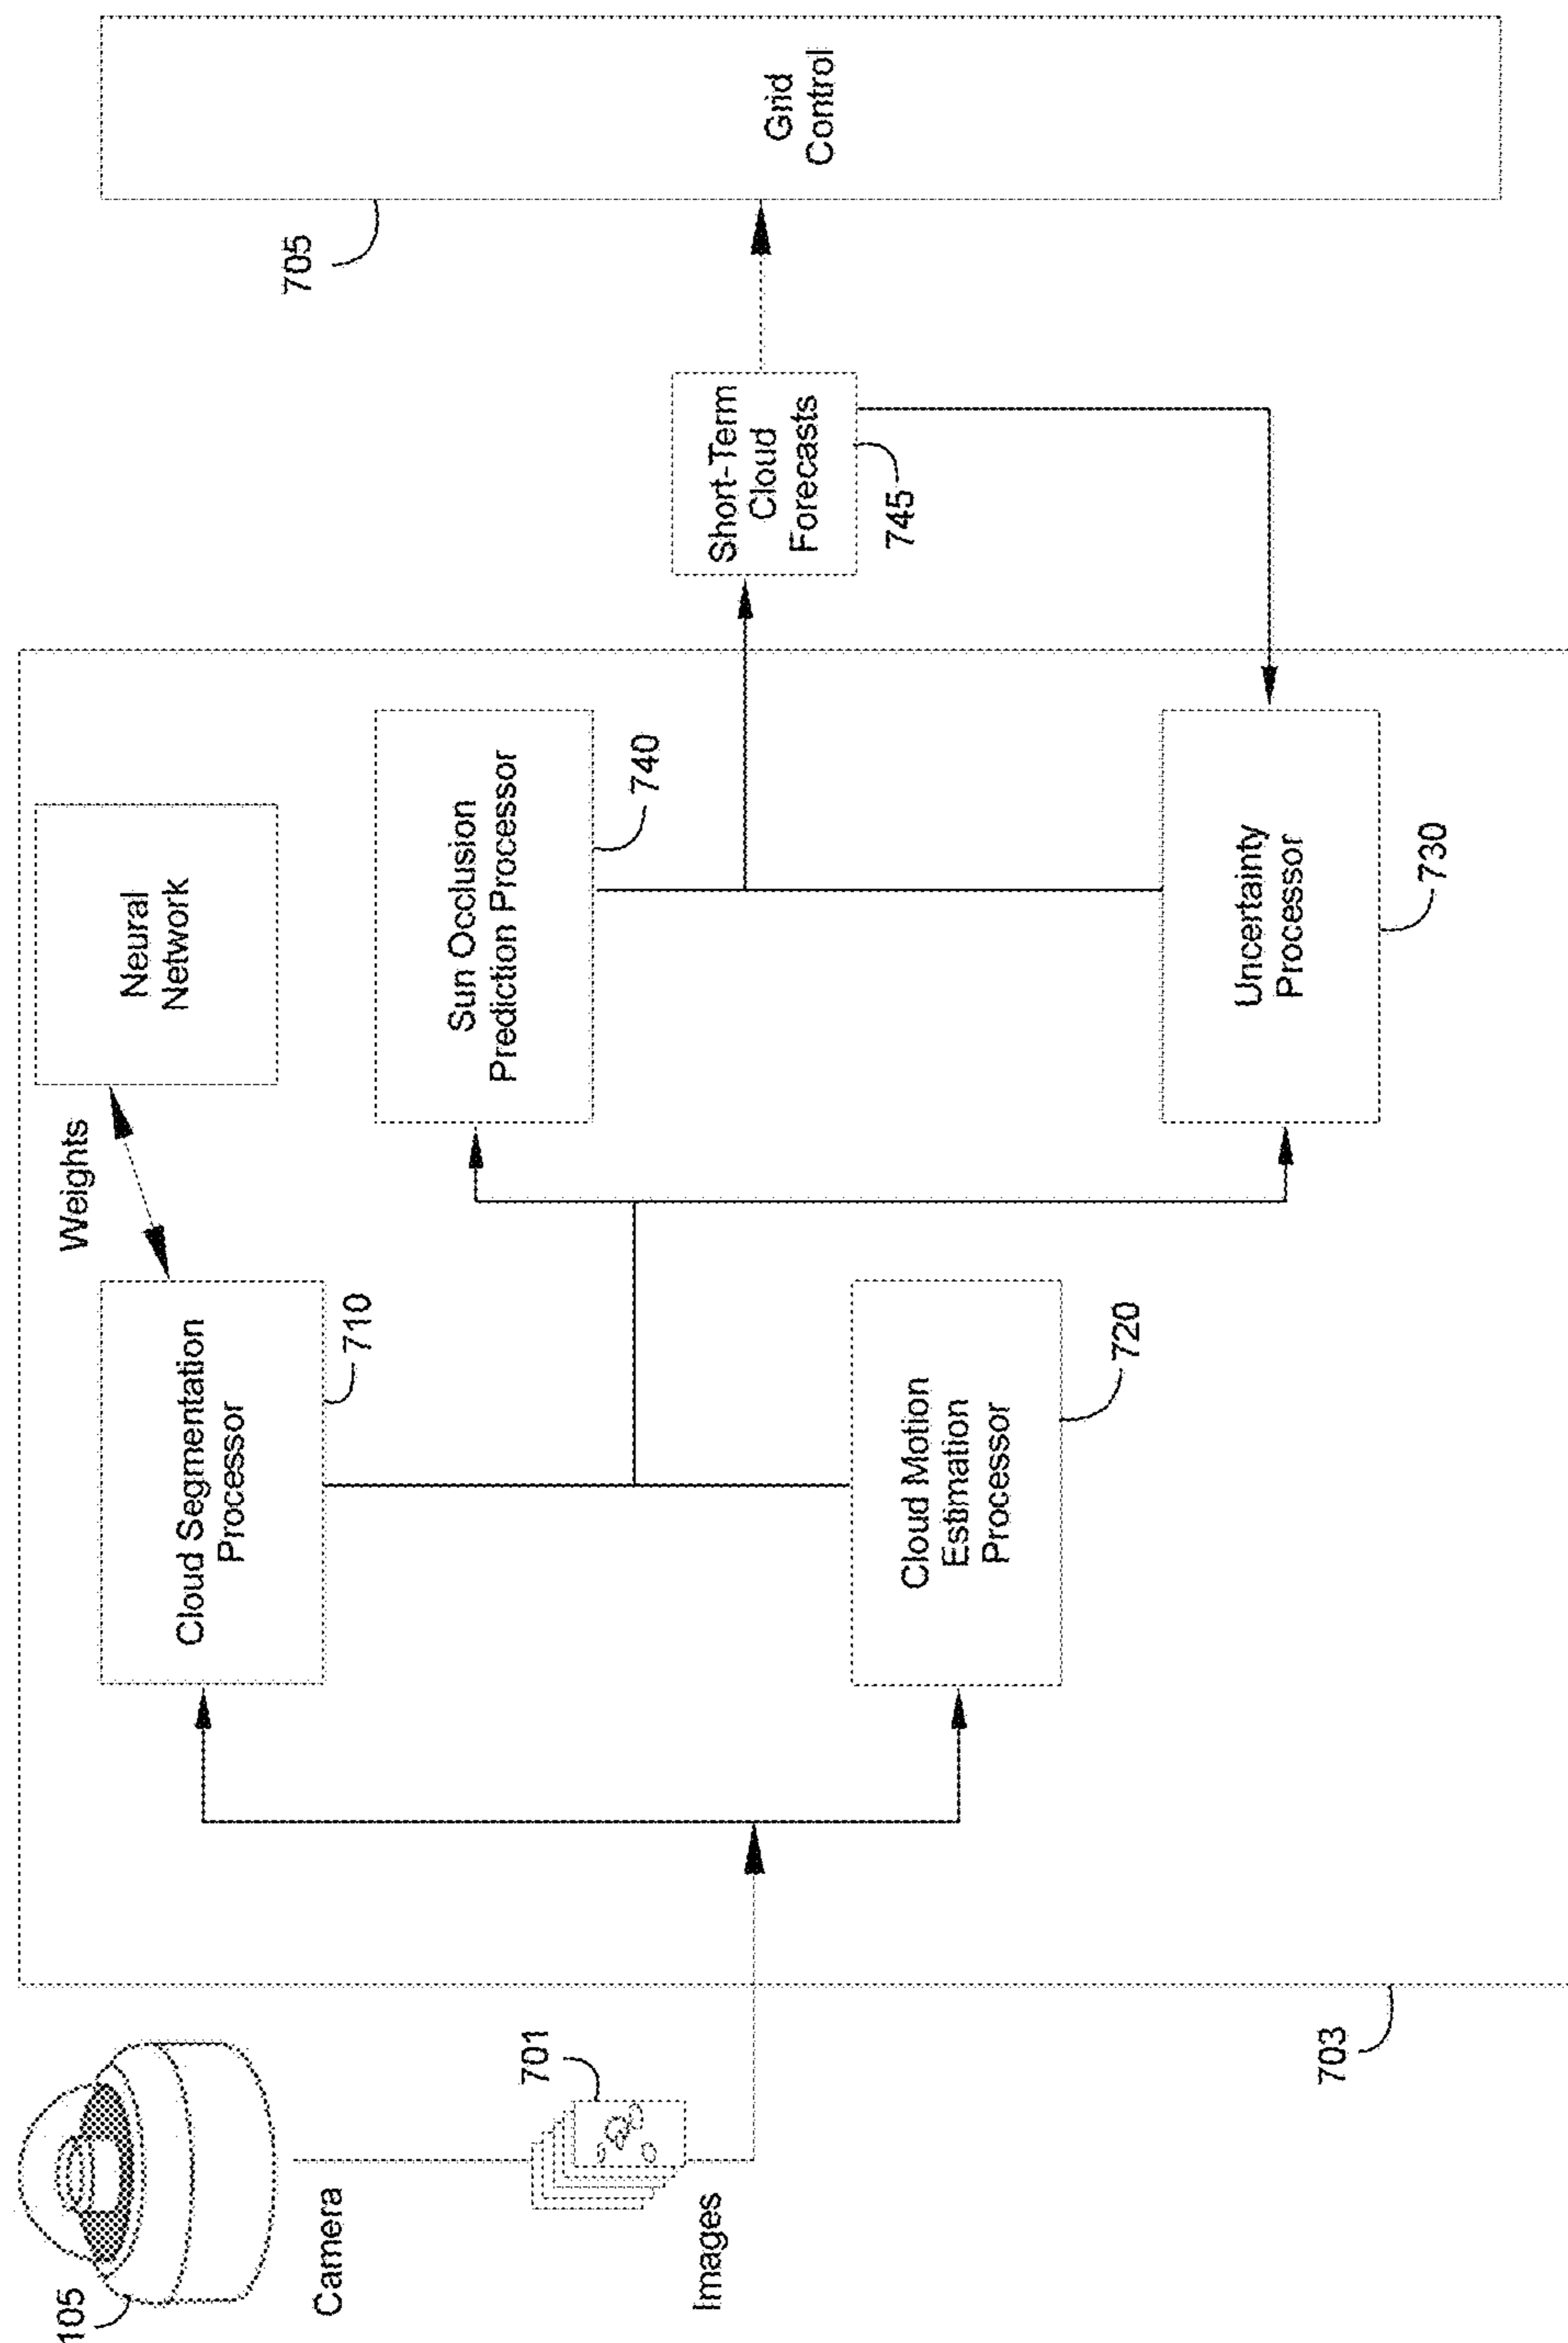 105
Camera
701
Images
703
Cloud Segmentation
Processor
710
Weights
Neural
Network
Cloud Motion
Estimation
Processor
720
Sun Occlusion
Prediction Processor
740
Uncertainty
Processor
730
Short-Term
Cloud
Forecasts
745
705
Grid
Control